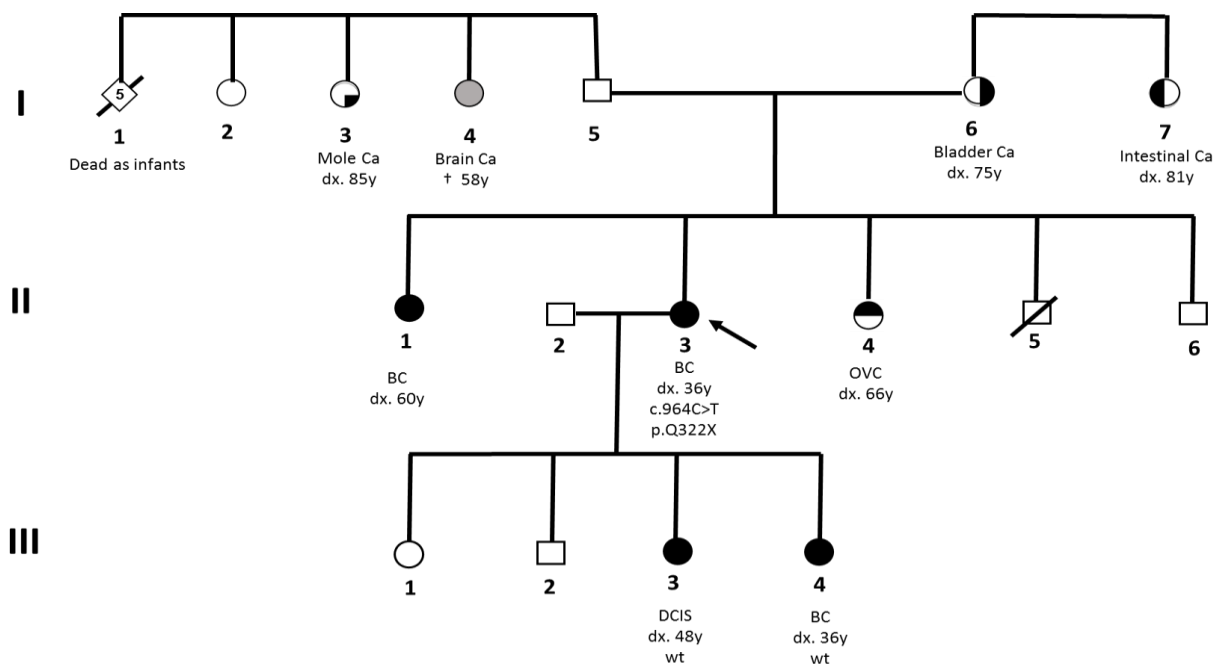 I
5
1
Dead as infants
2
3
Mole Ca
dx. 85y
4
Brain Ca
† 58y
5
6
Bladder Ca
dx. 75y
7
Intestinal Ca
dx. 81y
II
1
BC
dx. 60y
2
3
BC
dx. 36y
c.964C>T
p.Q322X
4
OVC
dx. 66y
5
6
III
1
2
3
DCIS
dx. 48y
wt
4
BC
dx. 36y
wt